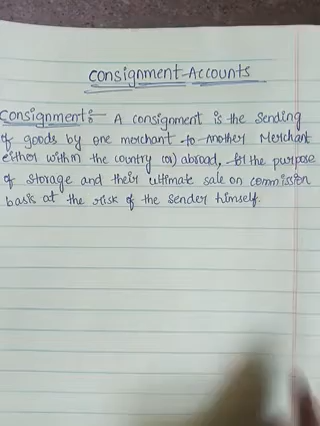 Consignment Accounts
Consignment:- A consignment is the sending
of goods by one merchant to another Merchant
either within the country (or) abroad, for the purpose
of storage and their ultimate sale on commission
basis at the risk of the sender himself.